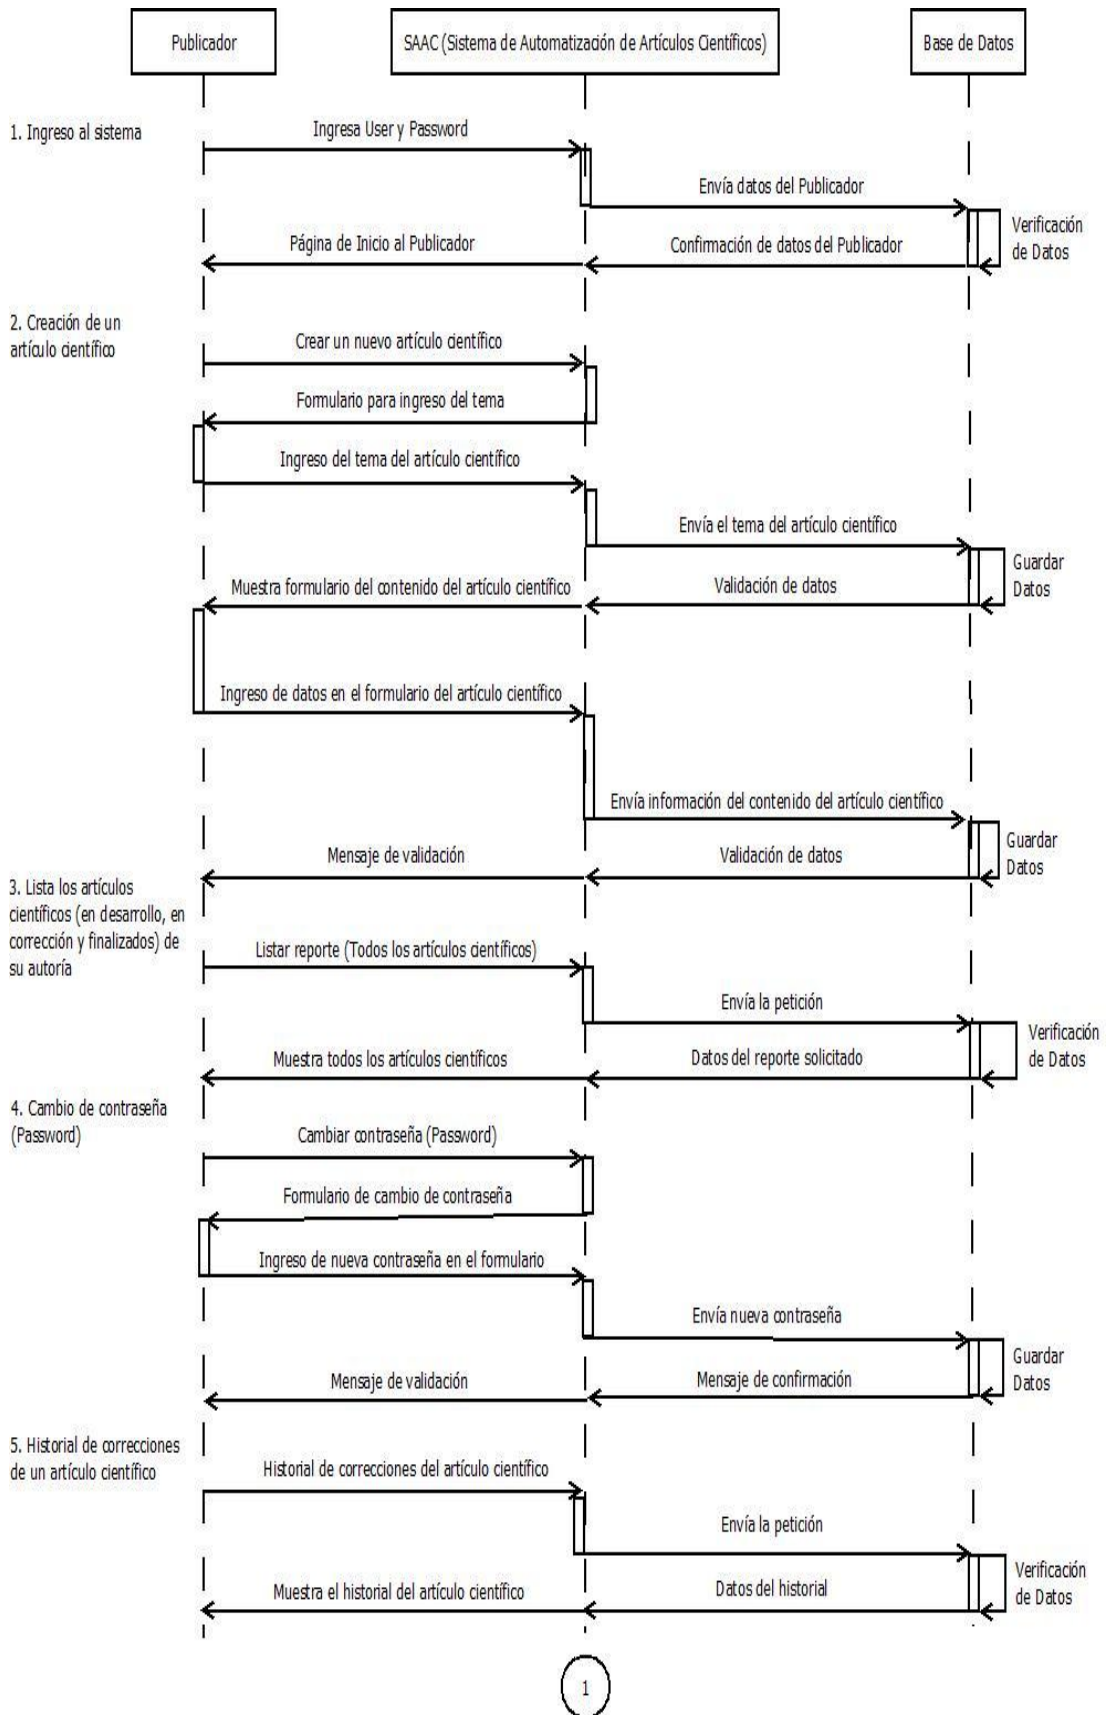 Publicador
SAAC (Sistema de Automatización de Artículos Científicos)
Base de Datos
1. Ingreso al sistema
Ingresa User y Password
Envía datos del Publicador
Verificación
de Datos
Página de Inicio al Publicador
Confirmación de datos del Publicador
2. Creación de un
artículo científico
Crear un nuevo artículo científico
Formulario para ingreso del tema
Ingreso del tema del artículo científico
Envía el tema del artículo científico
Guardar
Datos
Muestra formulario del contenido del artículo científico
Validación de datos
Ingreso de datos en el formulario del artículo científico
Envía información del contenido del artículo científico
Guardar
Datos
Mensaje de validación
Validación de datos
3. Lista los artículos
científicos (en desarrollo, en
corrección y finalizados) de
su autoría
Listar reporte (Todos los artículos científicos)
Envía la petición
Verificación
de Datos
Muestra todos los artículos científicos
Datos del reporte solicitado
4. Cambio de contraseña
(Password)
Cambiar contraseña (Password)
Formulario de cambio de contraseña
Ingreso de nueva contraseña en el formulario
Envía nueva contraseña
Guardar
Datos
Mensaje de validación
Mensaje de confirmación
5. Historial de correcciones
de un artículo científico
Historial de correcciones del artículo científico
Envía la petición
Verificación
de Datos
Muestra el historial del artículo científico
Datos del historial
1